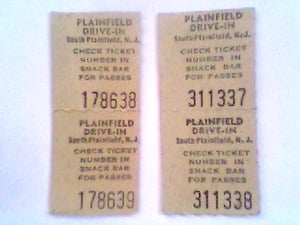 PLAINFIELD
DRIVE-IN
South Plainfield, N. J.
CHECK TICKET
NUMBER IN
SNACK BAR
FOR PASSES
178638
PLAINFIELD
DRIVE-IN
South Plainfield, N. J.
CHECK TICKET
NUMBER IN
SNACK BAR
FOR PASSES
178639
PLAINFIELD
DRIVE-IN
South Plainfield, N. J.
CHECK TICKET
NUMBER IN
SNACK BAR
FOR PASSES
311337
PLAINFIELD
DRIVE-IN
South Plainfield, N. J.
CHECK TICKET
NUMBER IN
SNACK BAR
FOR PASSES
311338